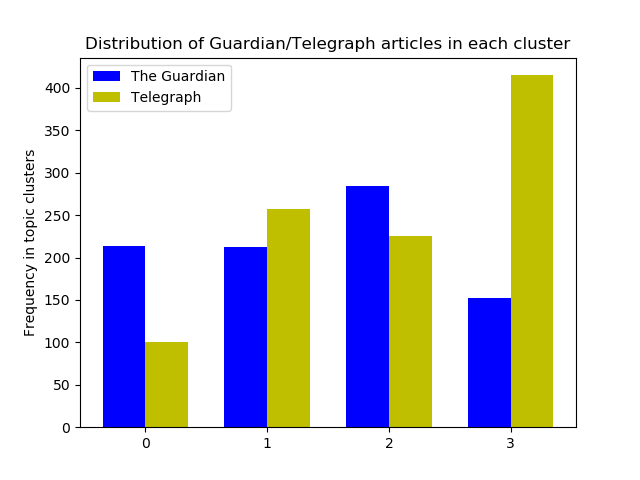 Distribution of Guardian/Telegraph articles in each cluster
The Guardian
Telegraph
Frequency in topic clusters
400
350
300
250
200
150
100
50
0
0 1 2 3